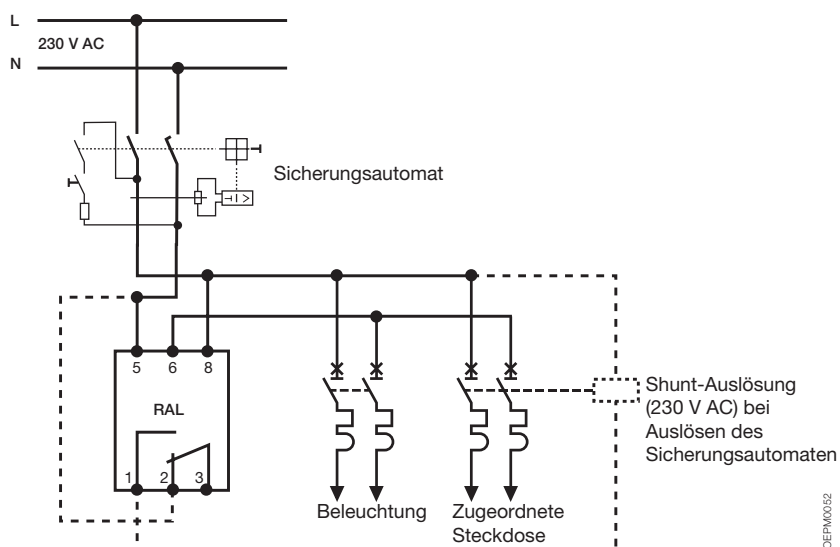 L
230 V AC
N
Sicherungsautomat
5 6 8
RAL
1 2 3
Beleuchtung
Zugeordnete
Steckdose
Shunt-Auslösung
(230 V AC) bei
Auslösen des
Sicherungsautomaten
DEPM0052